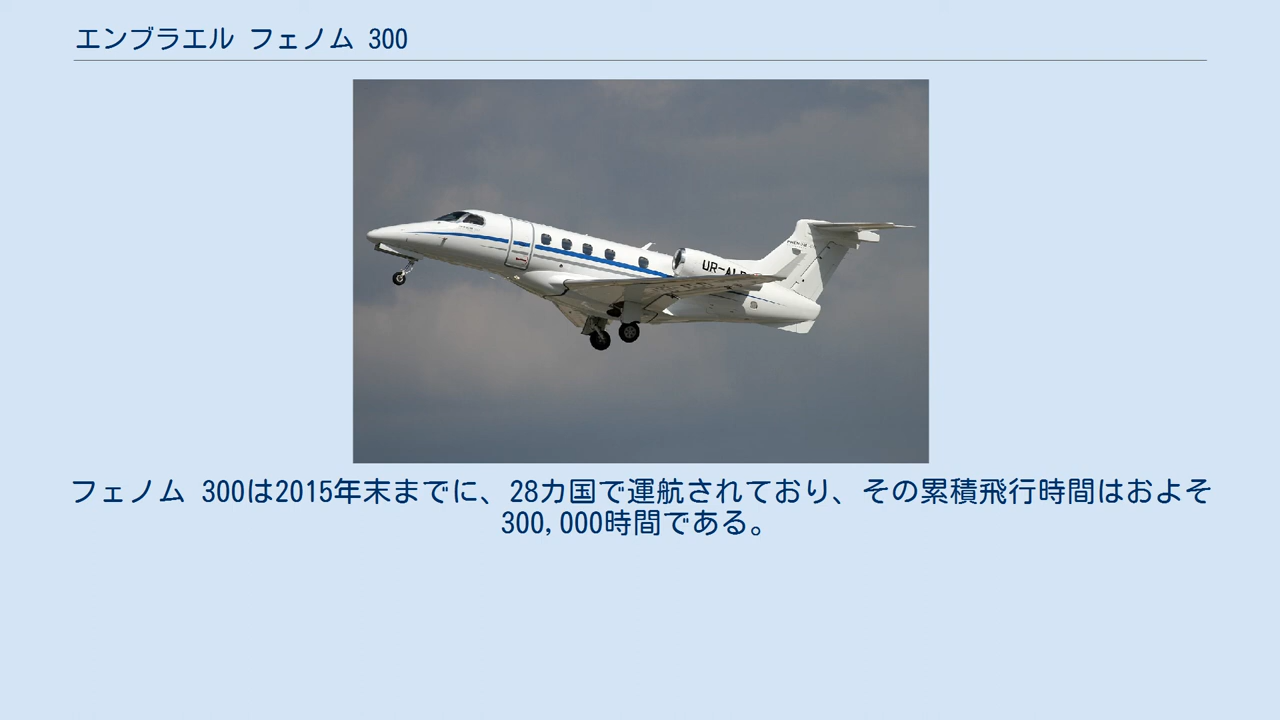 エンブラエル フェノム 300
フェノム 300は2015年末までに、28カ国で運航されており、その累積飛行時間はおよそ
300,000時間である。